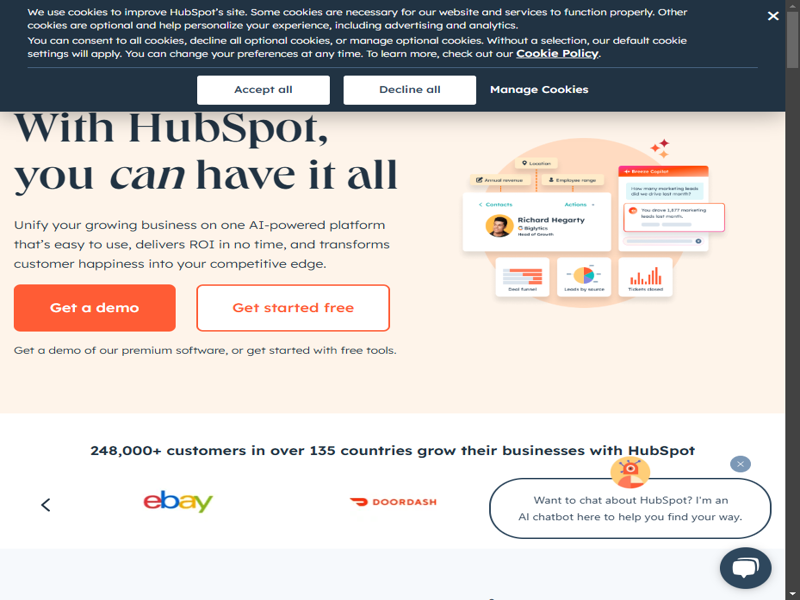 We use cookies to improve HubSpot's site. Some cookies are necessary for our website and services to function properly. Other
cookies are optional and help personalize your experience, including advertising and analytics.
You can consent to all cookies, decline all optional cookies, or manage optional cookies. Without a selection, our default cookie
settings will apply. You can change your preferences at any time. To learn more, check out our Cookie Policy.
Accept all
Decline all
Manage Cookies
With HubSpot,
you can have it all
Unify your growing business on one AI-powered platform
that's easy to use, delivers ROI in no time, and transforms
customer happiness into your competitive edge.
Get a demo
Get started free
Get a demo of our premium software, or get started with free tools.
Location
Annual revenue
Employee range
Contacts
Actions
Richard Hegarty
Biglytics
Head of Growth
Breeze Copilot
How many marketing leads
did we drive last month?
You drove 1,577 marketing
leads last month.
Deal funnel
Leads by source
Tickets closed
248,000+ customers in over 135 countries grow their businesses with HubSpot
ebay
DOORDASH
Want to chat about HubSpot? I'm an
AI chatbot here to help you find your way.